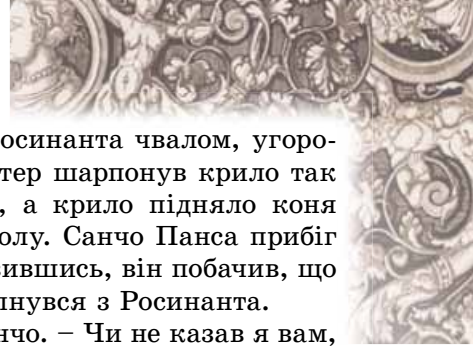 осинанта чвалом, угоро-
тер шарпонув крило так
, а крило підняло коня
олу. Санчо Панса прибіг
вившись, він побачив, що
пнувся з Росинанта.
нчо. – Чи не казав я вам,